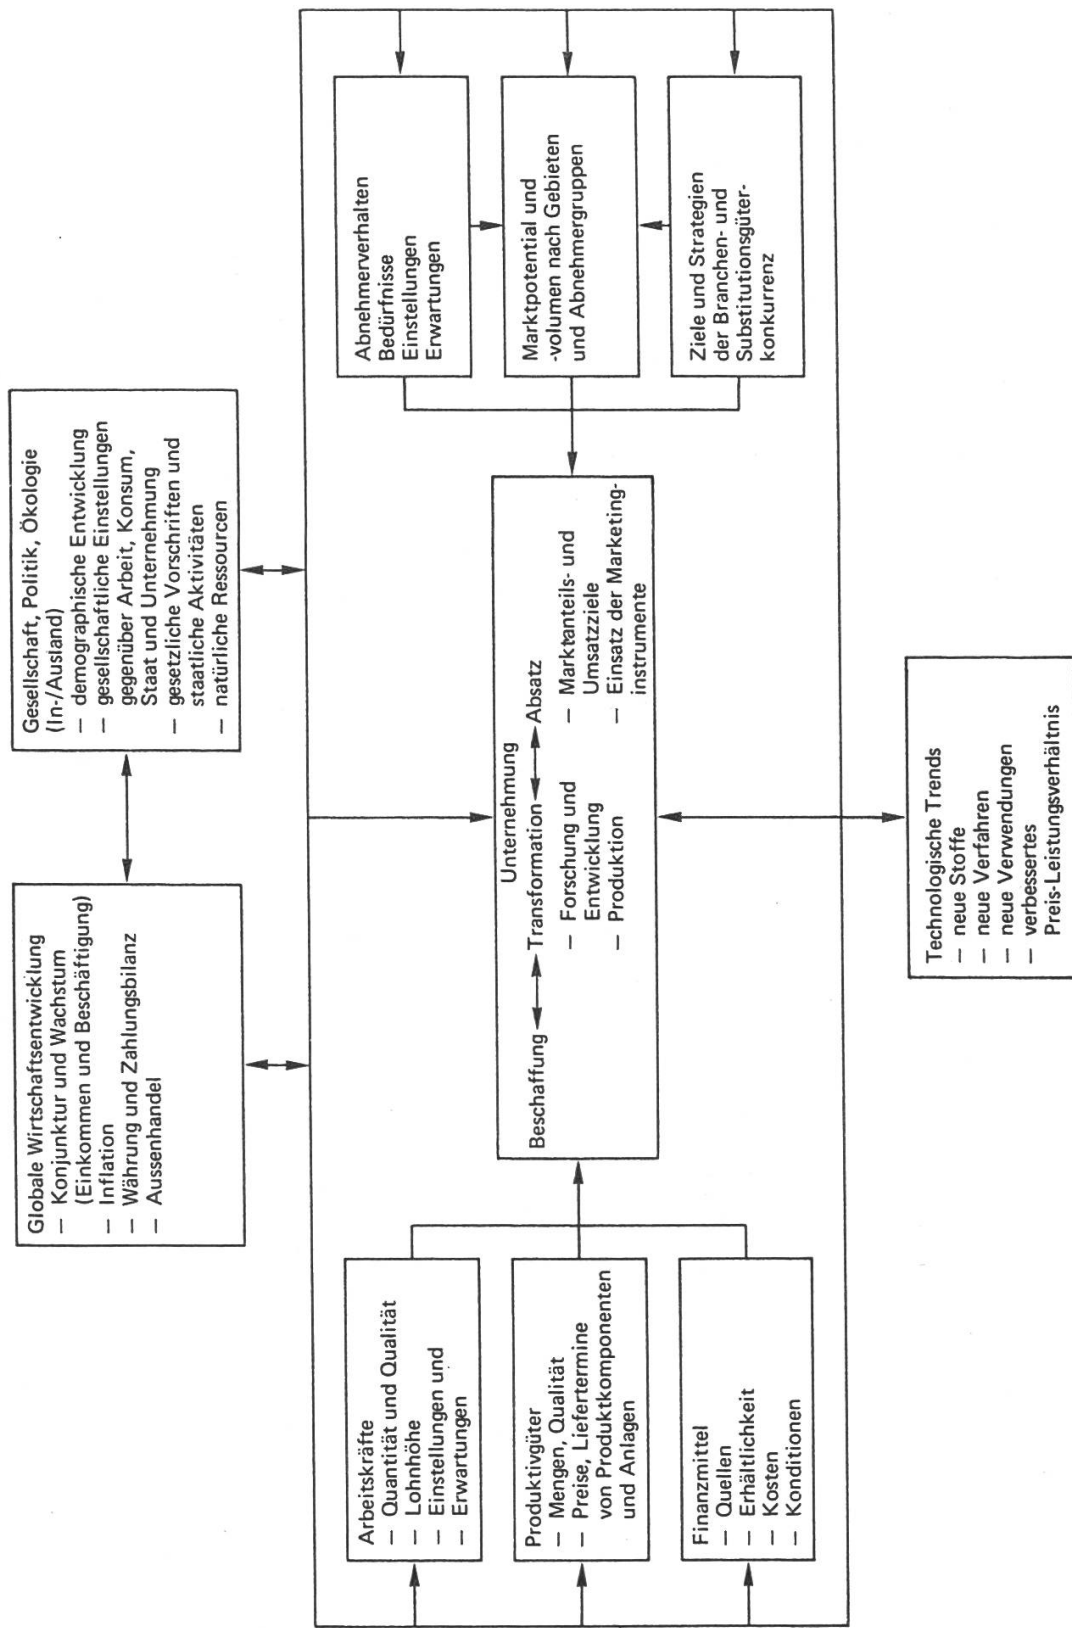 Globale Wirtschaftsentwicklung
– Konjunktur und Wachstum
(Einkommen und Beschäftigung)
– Inflation
– Währung und Zahlungsbilanz
– Aussenhandel
Gesellschaft, Politik, Ökologie
(In-/Ausland)
– demographische Entwicklung
– gesellschaftliche Einstellungen
gegenüber Arbeit, Konsum,
Staat und Unternehmung
– gesetzliche Vorschriften und
staatliche Aktivitäten
– natürliche Ressourcen
Arbeitskräfte
– Quantität und Qualität
– Lohnhöhe
– Einstellungen und
– Erwartungen
Produktivgüter
– Mengen, Qualität
– Preise, Liefertermine
von Produktkomponenten
und Anlagen
Finanzmittel
– Quellen
– Erhältlichkeit
– Kosten
– Konditionen
Unternehmung
Beschaffung Transformation Absatz
– Forschung und
Entwicklung
– Produktion
– Marktanteils- und
Umsatzziele
– Einsatz der Marketing-
instrumente
Abnehmerverhalten
Bedürfnisse
Einstellungen
Erwartungen
Marktpotential und
-volumen nach Gebieten
und Abnehmergruppen
Ziele und Strategien
der Branchen- und
Substitutionsgüter-
konkurrenz
Technologische Trends
– neue Stoffe
– neue Verfahren
– neue Verwendungen
– verbessertes
Preis-Leistungsverhältnis